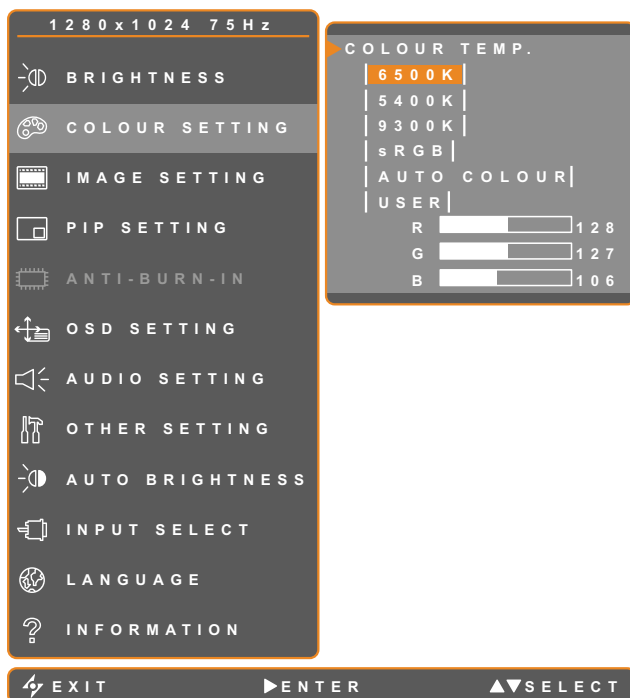 1280x1024 75Hz
BRIGHTNESS
COLOUR SETTING
IMAGE SETTING
PIP SETTING
ANTI-BURN-IN
OSD SETTING
AUDIO SETTING
OTHER SETTING
AUTO BRIGHTNESS
INPUT SELECT
LANGUAGE
INFORMATION
COLOUR TEMP.
6500K
5400K
9300K
sRGB
AUTO COLOUR
USER
R 128
G 127
B 106
EXIT ENTER SELECT